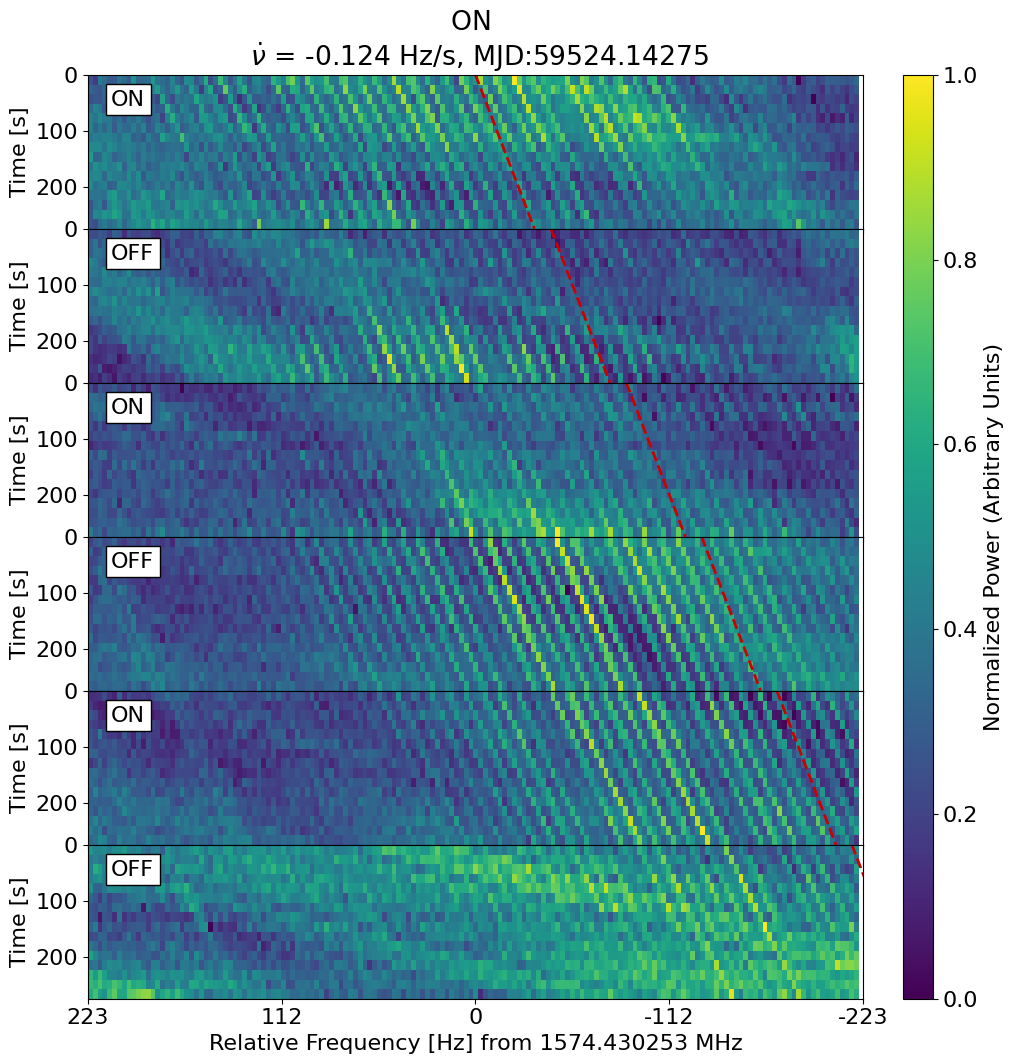 ON
ν̇ = -0.124 Hz/s, MJD:59524.14275
0
ON
100
Time [s]
200
0
OFF
100
Time [s]
200
0
ON
100
Time [s]
200
0
OFF
100
Time [s]
200
0
ON
100
Time [s]
200
0
OFF
100
Time [s]
200
223 112 0 -112 -223
Relative Frequency [Hz] from 1574.430253 MHz
1.0
0.8
0.6
0.4
0.2
0.0
Normalized Power (Arbitrary Units)